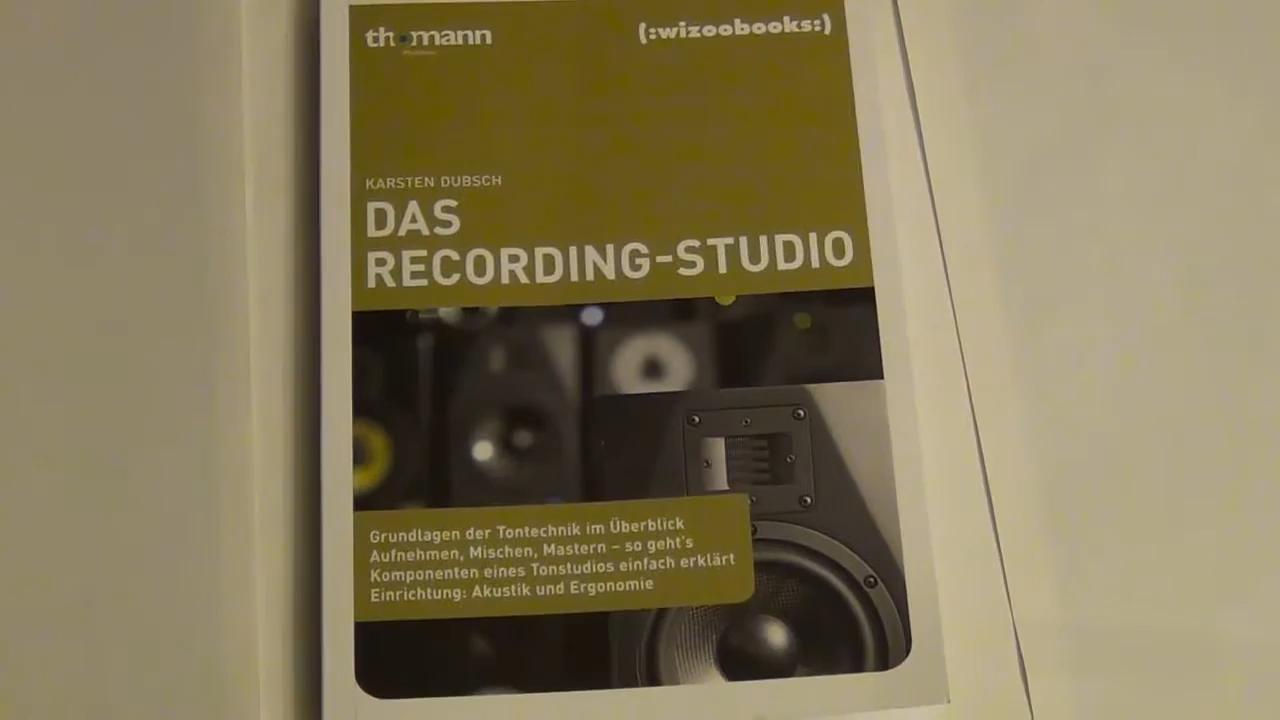 thomann
(:wizoobooks:)
KARSTEN DUBSCH
DAS
RECORDING-STUDIO
Grundlagen der Tontechnik im Überblick
Aufnehmen, Mischen, Mastern – so geht's
Komponenten eines Tonstudios einfach erklärt
Einrichtung: Akustik und Ergonomie